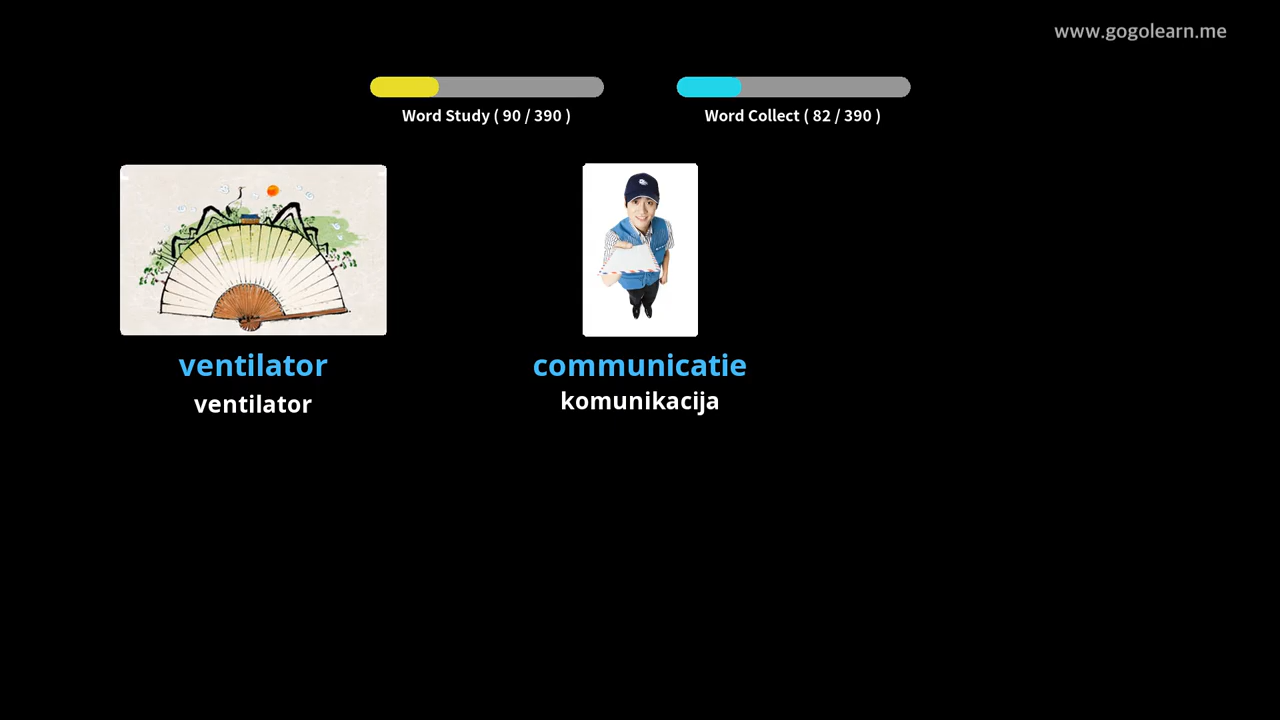 www.gogolearn.me
Word Study ( 90 / 390 )
Word Collect ( 82 / 390 )
ventilator
ventilator
communicatie
komunikacija